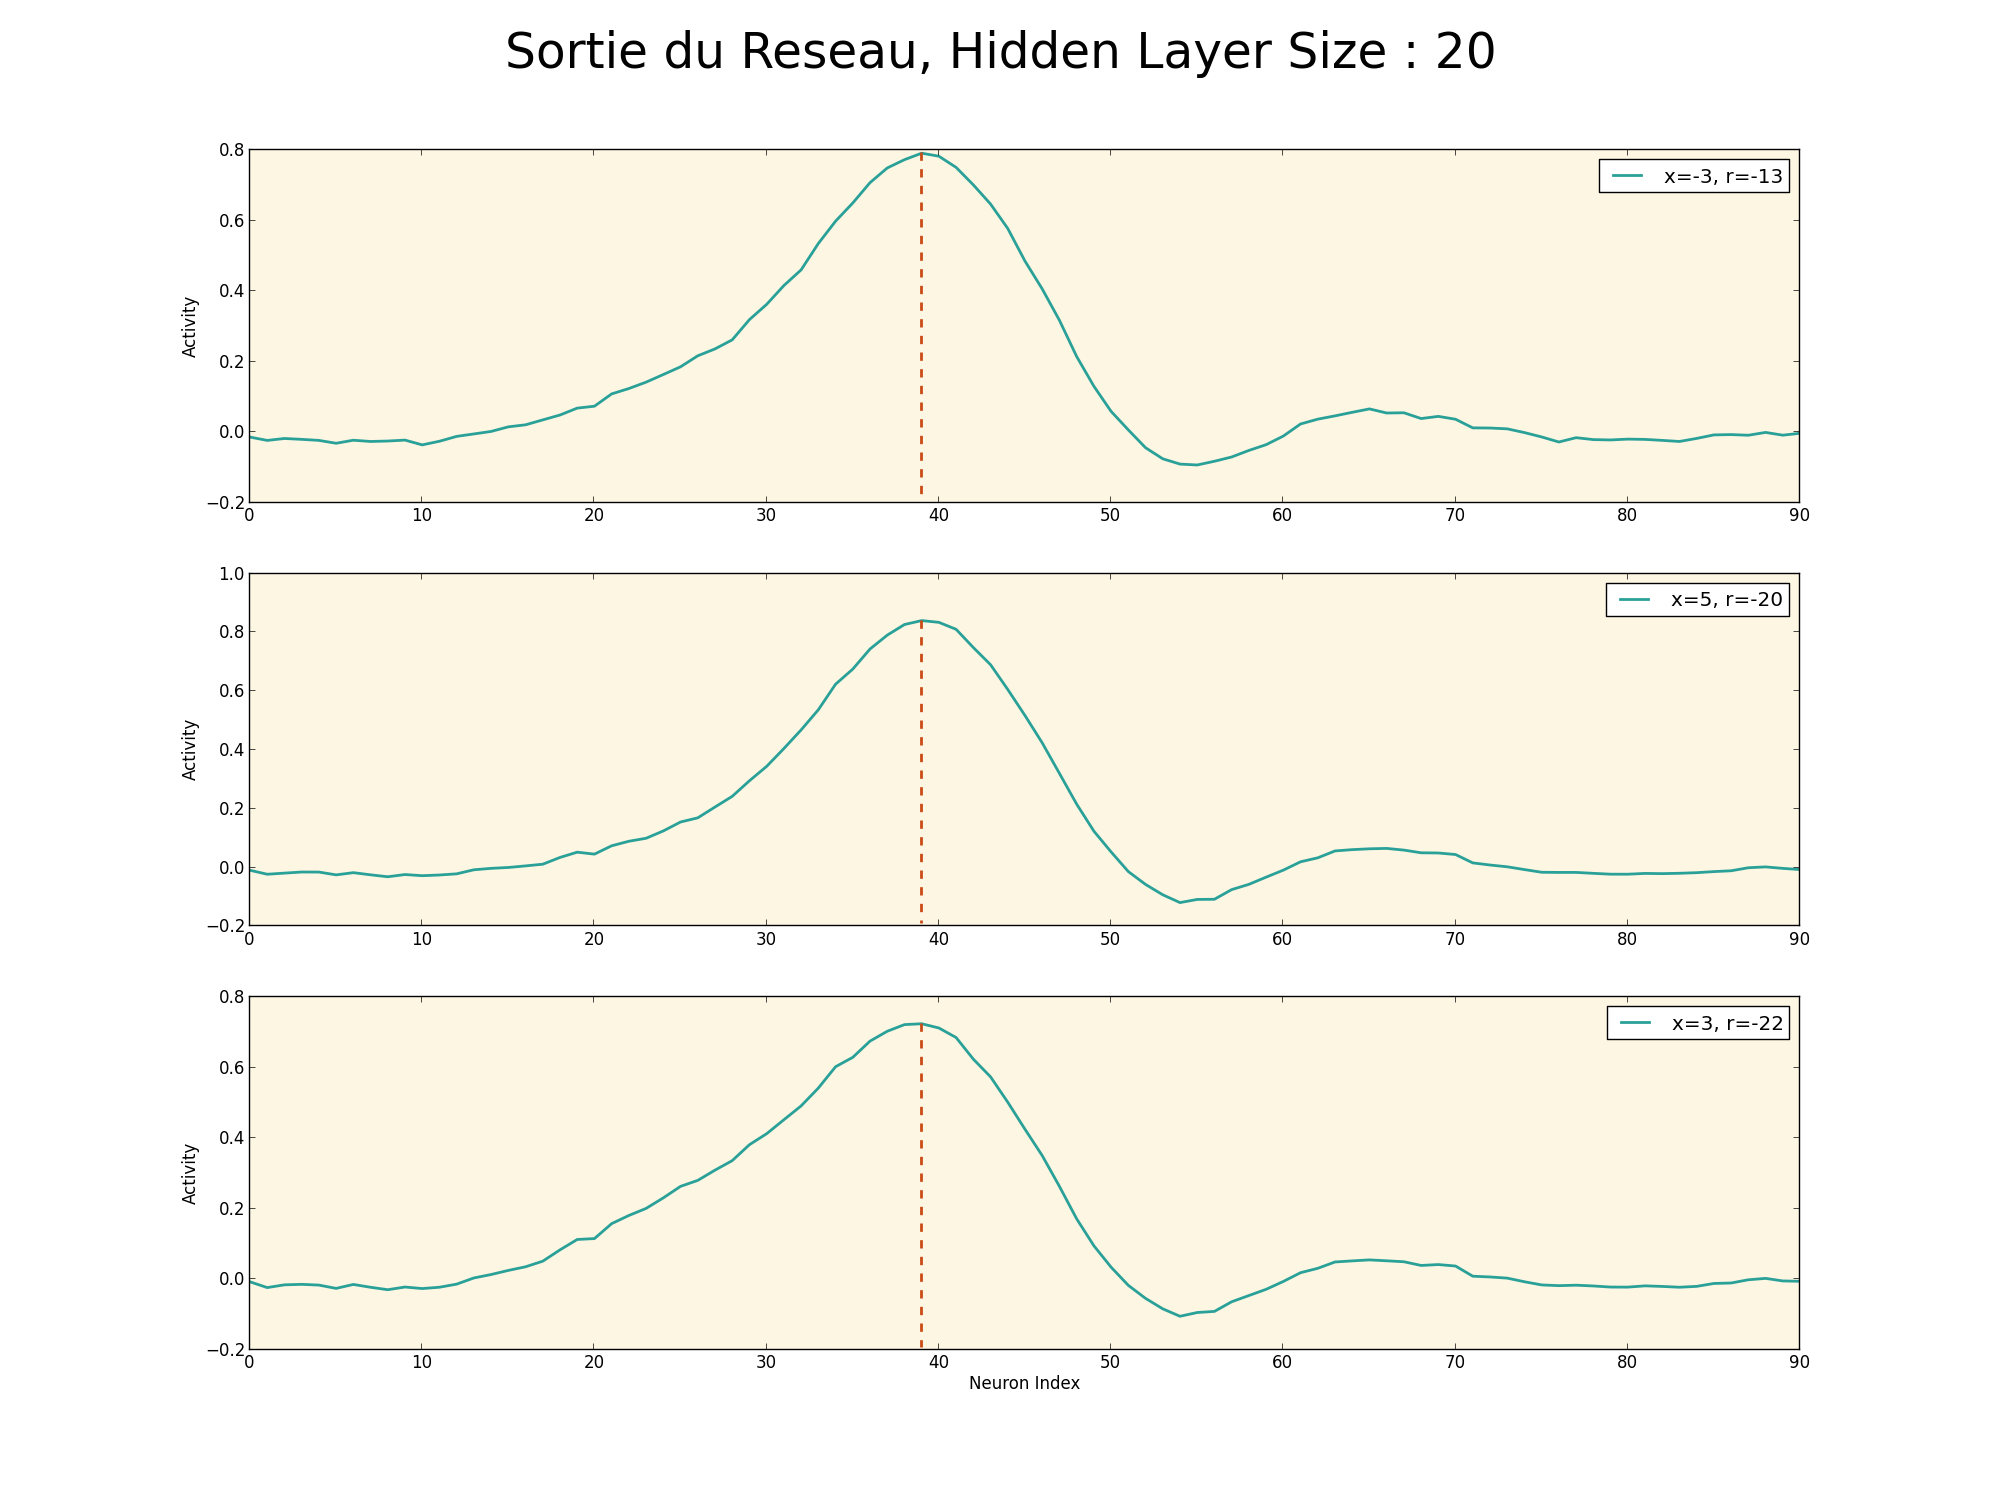 Sortie du Reseau, Hidden Layer Size : 20
0.8
0.6
0.4
0.2
0.0
−0.2
Activity
x=-3, r=-13
0 10 20 30 40 50 60 70 80 90
1.0
0.8
0.6
0.4
0.2
0.0
−0.2
Activity
x=5, r=-20
0 10 20 30 40 50 60 70 80 90
0.8
0.6
0.4
0.2
0.0
−0.2
Activity
x=3, r=-22
0 10 20 30 40 50 60 70 80 90
Neuron Index